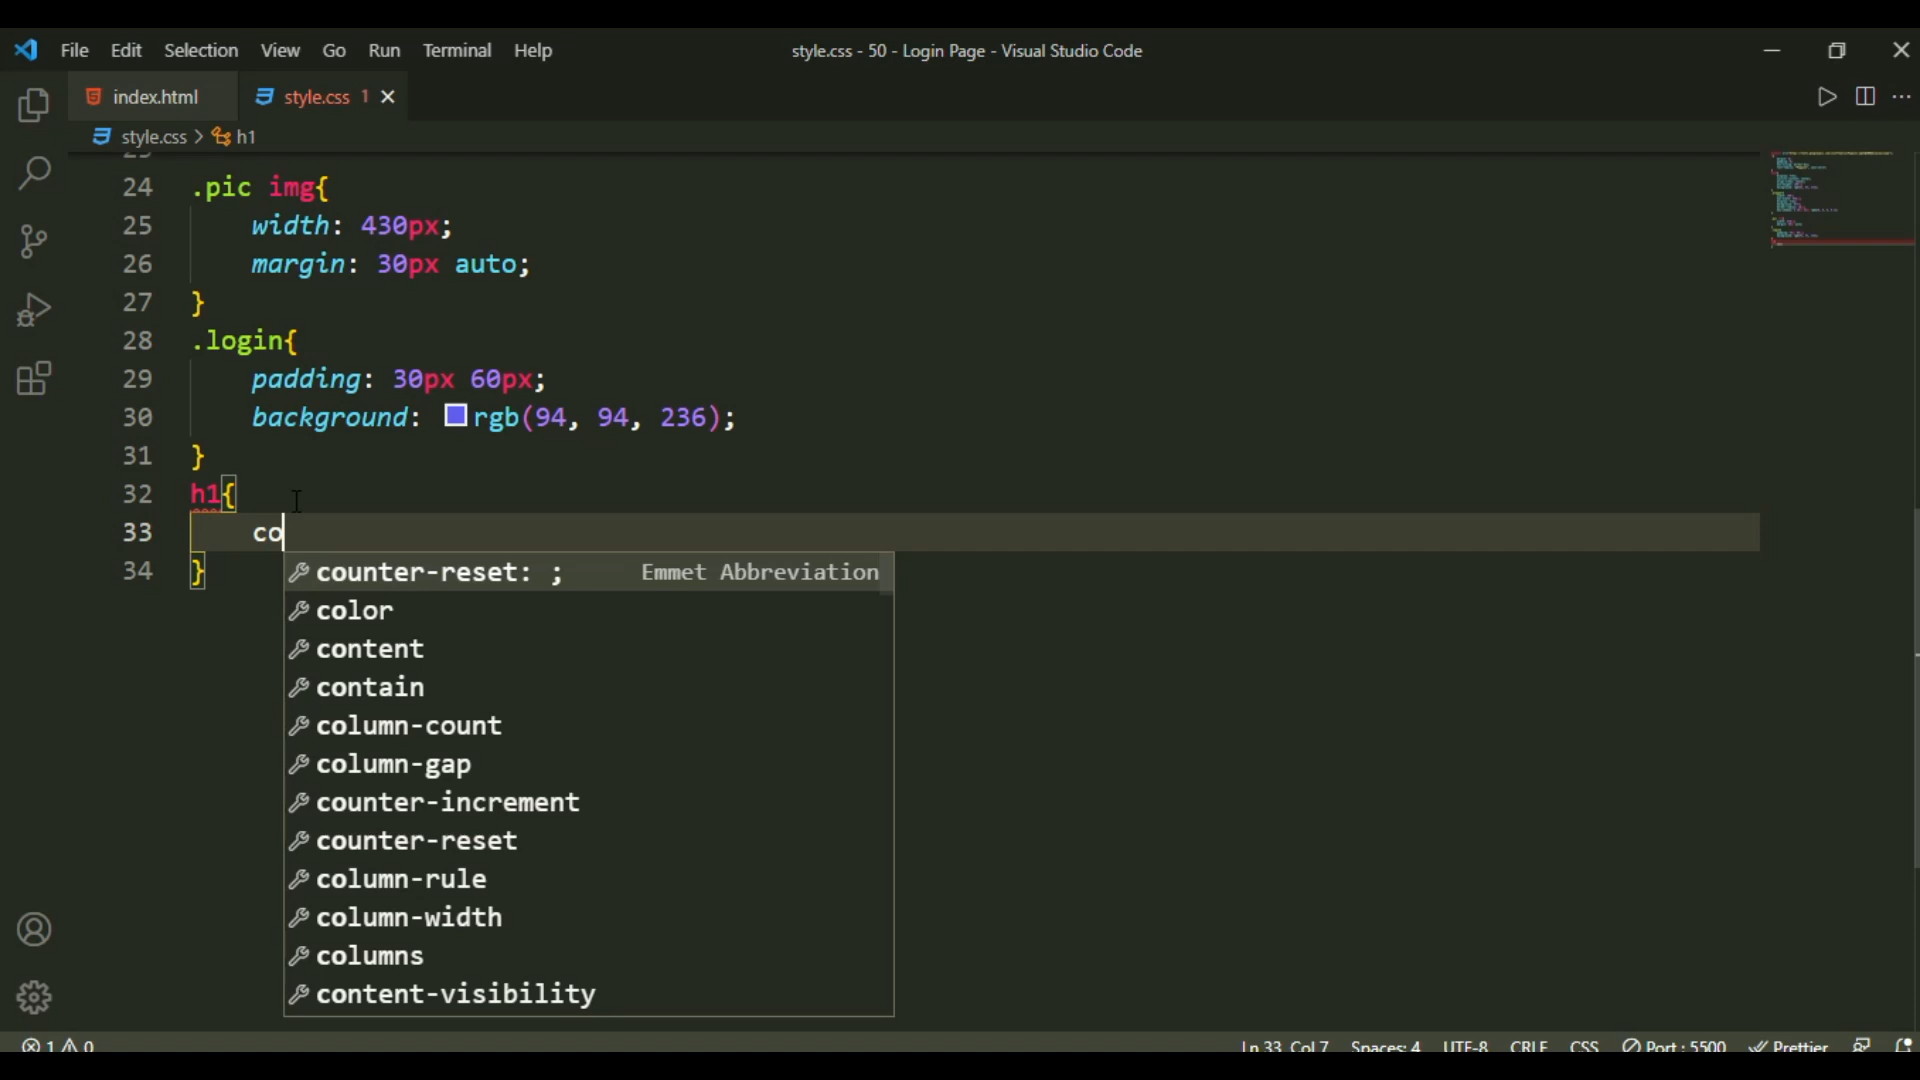 File Edit Selection View Go Run Terminal Help style.css - 50 - Login Page - Visual Studio Code
index.html style.css 1
style.css > h1
24 .pic img{
25 width: 430px;
26 margin: 30px auto;
27 }
28 .login{
29 padding: 30px 60px;
30 background: rgb(94, 94, 236);
31 }
32 h1{
33 co
34 }
counter-reset: ; Emmet Abbreviation
color
content
contain
column-count
column-gap
counter-increment
counter-reset
column-rule
column-width
columns
content-visibility
1 0 Ln 33, Col 7 Spaces: 4 UTF-8 CRLF CSS Port : 5500 Prettier